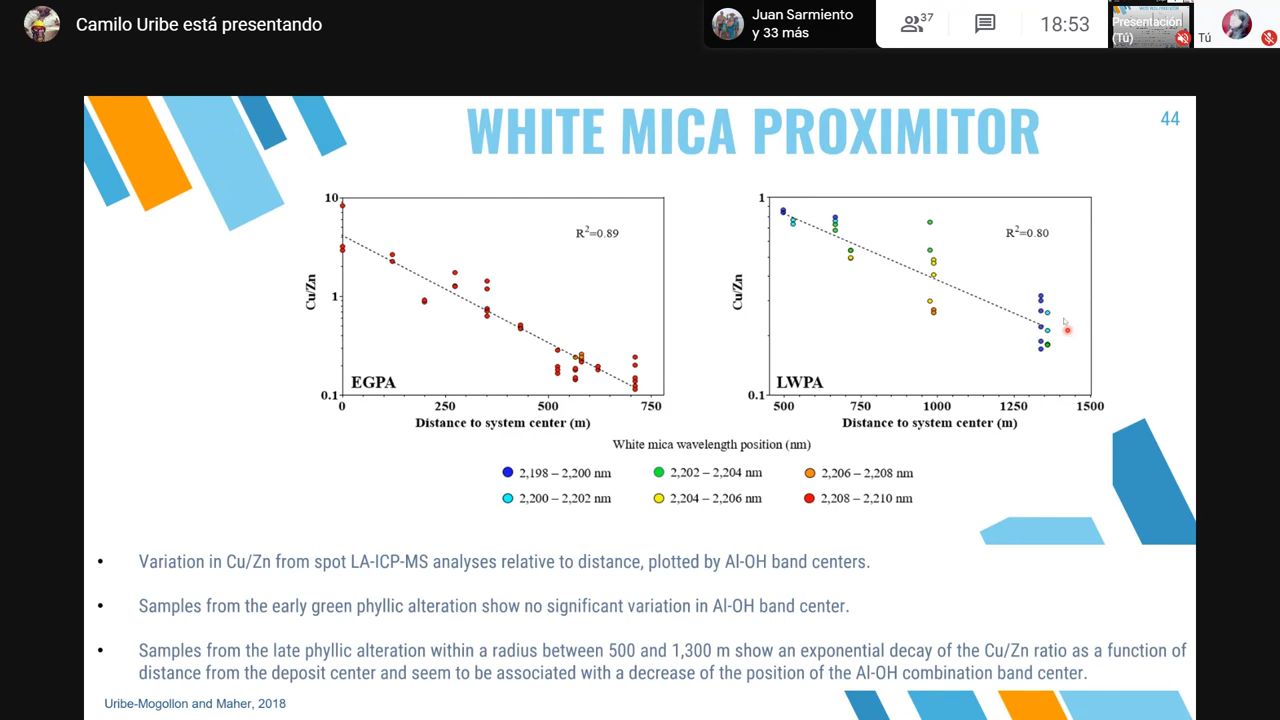 Camilo Uribe está presentando
Juan Sarmiento
y 33 más
37
18:53
Presentación
(Tú)
Tú
WHITE MICA PROXIMITOR
44
10
1
0.1
Cu/Zn
R2=0.89
EGPA
0 250 500 750
Distance to system center (m)
1
0.1
Cu/Zn
R2=0.80
LWPA
500 750 1000 1250 1500
Distance to system center (m)
White mica wavelength position (nm)
2,198 – 2,200 nm
2,202 – 2,204 nm
2,206 – 2,208 nm
2,200 – 2,202 nm
2,204 – 2,206 nm
2,208 – 2,210 nm
• Variation in Cu/Zn from spot LA-ICP-MS analyses relative to distance, plotted by Al-OH band centers.
• Samples from the early green phyllic alteration show no significant variation in Al-OH band center.
• Samples from the late phyllic alteration within a radius between 500 and 1,300 m show an exponential decay of the Cu/Zn ratio as a function of
distance from the deposit center and seem to be associated with a decrease of the position of the Al-OH combination band center.
Uribe-Mogollon and Maher, 2018